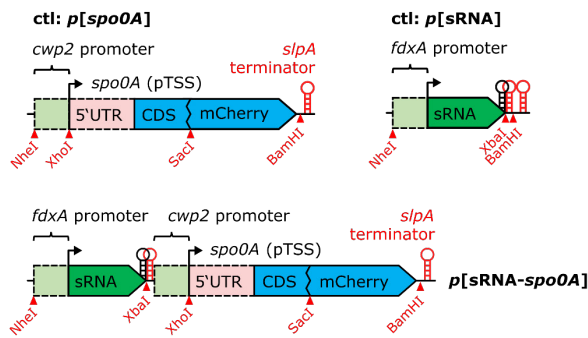 ctl: p[spo0A]
cwp2 promoter
spo0A (pTSS)
slpA
terminator
5'UTR CDS mCherry
NheI XhoI SacI BamHI
ctl: p[sRNA]
fdxA promoter
sRNA
NheI XbaI BamHI
fdxA promoter cwp2 promoter
spo0A (pTSS)
slpA
terminator
sRNA 5'UTR CDS mCherry
p[sRNA-spo0A]
NheI XbaI XhoI SacI BamHI